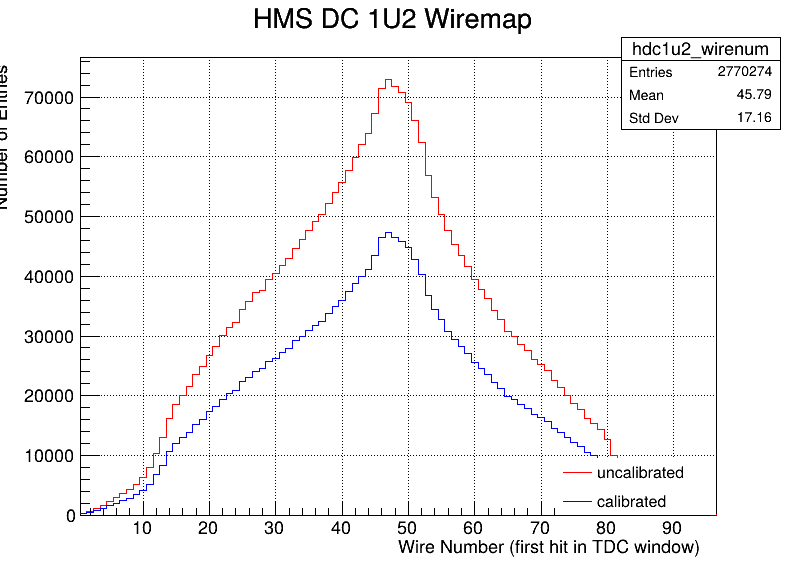 HMS DC 1U2 Wiremap
hdc1u2_wirenum
Entries 2770274
Mean 45.79
Std Dev 17.16
Number of Entries
70000
60000
50000
40000
30000
20000
10000
0
uncalibrated
calibrated
10 20 30 40 50 60 70 80 90
Wire Number (first hit in TDC window)